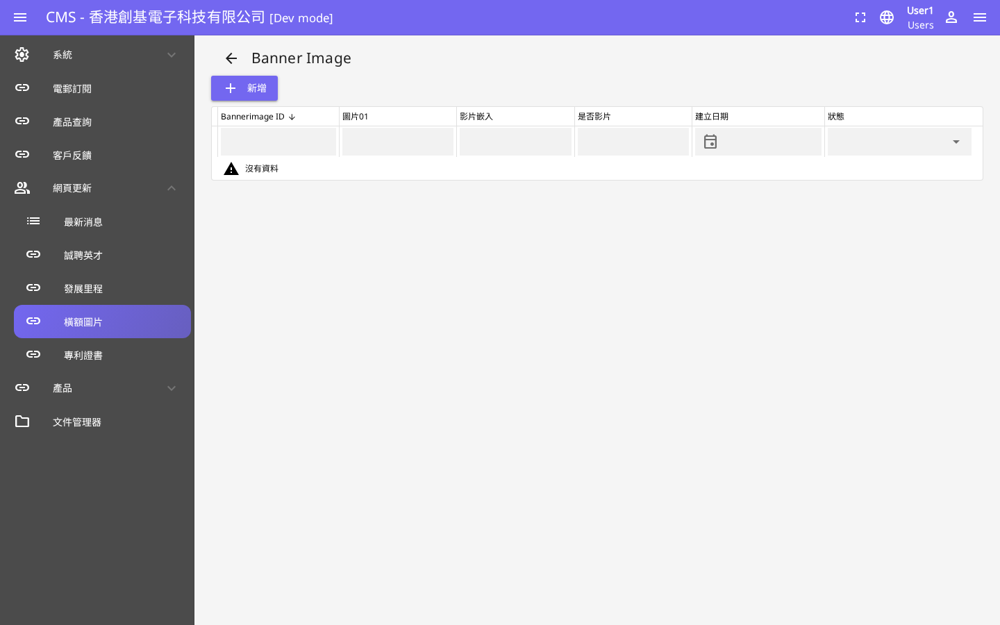 CMS - 香港創基電子科技有限公司 [Dev mode]
User1
Users
系統
電郵訂閱
產品查詢
客戶反饋
網頁更新
最新消息
誠聘英才
發展里程
橫額圖片
專利證書
產品
文件管理器
Banner Image
新增
Bannerimage ID 圖片01 影片嵌入 是否影片 建立日期 狀態
沒有資料